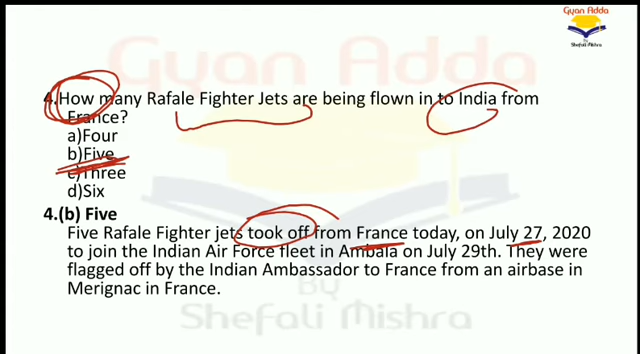 Gyan Adda
By
Shefali Mishra
Gyan Adda
4.How many Rafale Fighter Jets are being flown in to India from
France?
a)Four
b)Five
c)Three
d)Six
4.(b) Five
Five Rafale Fighter jets took off from France today, on July 27, 2020
to join the Indian Air Force fleet in Ambala on July 29th. They were
flagged off by the Indian Ambassador to France from an airbase in
Merignac in France.
BY
Shefali Mishra